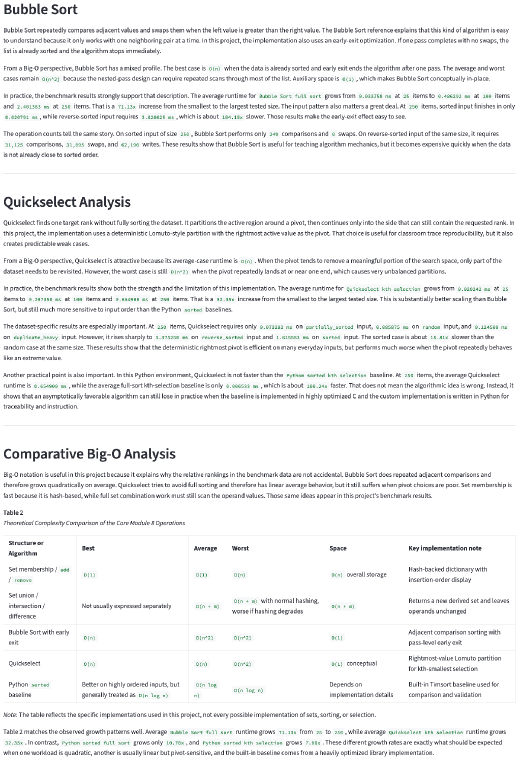 Bubble Sort
Bubble Sort repeatedly compares adjacent values and swaps them when the left value is greater than the right value. The Bubble Sort reference explains that this kind of algorithm is easy
to understand because it only works with one neighboring pair at a time. In this project, the implementation also uses an early-exit optimization. If one pass completes with no swaps, the
list is already sorted and the algorithm stops immediately.
From a Big-O perspective, Bubble Sort has a mixed profile. The best case is O(n) when the data is already sorted and early exit ends the algorithm after one pass. The average and worst
cases remain O(n^2) because the nested-pass design can require repeated scans through most of the list. Auxiliary space is O(1), which makes Bubble Sort conceptually in-place.
In practice, the benchmark results strongly support that description. The average runtime for Bubble Sort full sort grows from ms at 25 items to ms at 100 items
and ms at 250 items. That is a 71.13x increase from the smallest to the largest tested size. The input pattern also matters a great deal. At 250 items, sorted input finishes in only
ms, while reverse-sorted input requires ms, which is about slower. Those results make the early-exit effect easy to see.
The operation counts tell the same story. On sorted input of size 250, Bubble Sort performs only 249 comparisons and 0 swaps. On reverse-sorted input of the same size, it requires
31,125 comparisons, swaps, and writes. These results show that Bubble Sort is useful for teaching algorithm mechanics, but it becomes expensive quickly when the data
is not already close to sorted order.
Quickselect Analysis
Quickselect finds one target rank without fully sorting the dataset. It partitions the active region around a pivot, then continues only into the side that can still contain the requested rank. In
this project, the implementation uses a deterministic Lomuto-style partition with the rightmost active value as the pivot. That choice is useful for classroom trace reproducibility, but it also
creates predictable weak cases.
From a Big-O perspective, Quickselect is attractive because its average-case runtime is O(n). When the pivot tends to remove a meaningful portion of the search space, only part of the
dataset needs to be revisited. However, the worst case is still O(n^2) when the pivot repeatedly lands at or near one end, which causes very unbalanced partitions.
In practice, the benchmark results show both the strength and the limitation of this implementation. The average runtime for Quickselect kth selection grows from ms at 25
items to ms at 100 items and ms at 250 items. That is a 32.35x increase from the smallest to the largest tested size. This is substantially better scaling than Bubble
Sort, but still much more sensitive to input order than the Python sorted baselines.
The dataset-specific results are especially important. At 250 items, Quickselect requires only ms on partially_sorted input, ms on random input, and ms
on duplicate_heavy input. However, it rises sharply to ms on reverse_sorted input and ms on sorted input. The sorted case is about slower than the
random case at the same size. These results show that the deterministic rightmost pivot is efficient on many everyday inputs, but performs much worse when the pivot repeatedly behaves
like an extreme value.
Another practical point is also important. In this Python environment, Quickselect is not faster than the Python sorted kth selection baseline. At 250 items, the average Quickselect
runtime is ms, while the average full-sort kth-selection baseline is only ms, which is about faster. That does not mean the algorithmic idea is wrong. Instead, it
shows that an asymptotically favorable algorithm can still lose in practice when the baseline is implemented in highly optimized C and the custom implementation is written in Python for
traceability and instruction.
Comparative Big-O Analysis
Big-O notation is useful in this project because it explains why the relative rankings in the benchmark data are not accidental. Bubble Sort does repeated adjacent comparisons and
therefore grows quadratically on average. Quickselect tries to avoid full sorting and therefore has linear average behavior, but it still suffers when pivot choices are poor. Set membership is
fast because it is hash-based, while full set combination work must still scan the operand values. Those same ideas appear in this project's benchmark results.
Table 2
Theoretical Complexity Comparison of the Core Module 8 Operations
Structure or Algorithm Best Average Worst Space Key implementation note
Set membership / add / remove O(1) O(1) O(n) O(n) overall storage Hash-backed dictionary with insertion-order display
Set union / intersection / difference Not usually expressed separately O(n + m) O(n + m) with normal hashing, worse if hashing degrades O(n + m) Returns a new derived set and leaves operands unchanged
Bubble Sort with early exit O(n) O(n^2) O(n^2) O(1) Adjacent comparison sorting with pass-level early exit
Quickselect O(n) O(n) O(n^2) O(1) conceptual Rightmost-value Lomuto partition for kth-smallest selection
Python sorted baseline Better on highly ordered inputs, but generally treated as O(n log n) O(n log n) O(n log n) Depends on implementation details Built-in Timsort baseline used for comparison and validation
Note: The table reflects the specific implementations used in this project, not every possible implementation of sets, sorting, or selection.
Table 2 matches the observed growth patterns well. Average Bubble Sort full sort runtime grows 71.13x from 25 to 250, while average Quickselect kth selection runtime grows
32.35x. In contrast, Python sorted full sort grows only and Python sorted kth selection grows These different growth rates are exactly what should be expected
when one workload is quadratic, another is usually linear but pivot-sensitive, and the built-in baseline comes from a heavily optimized library implementation.